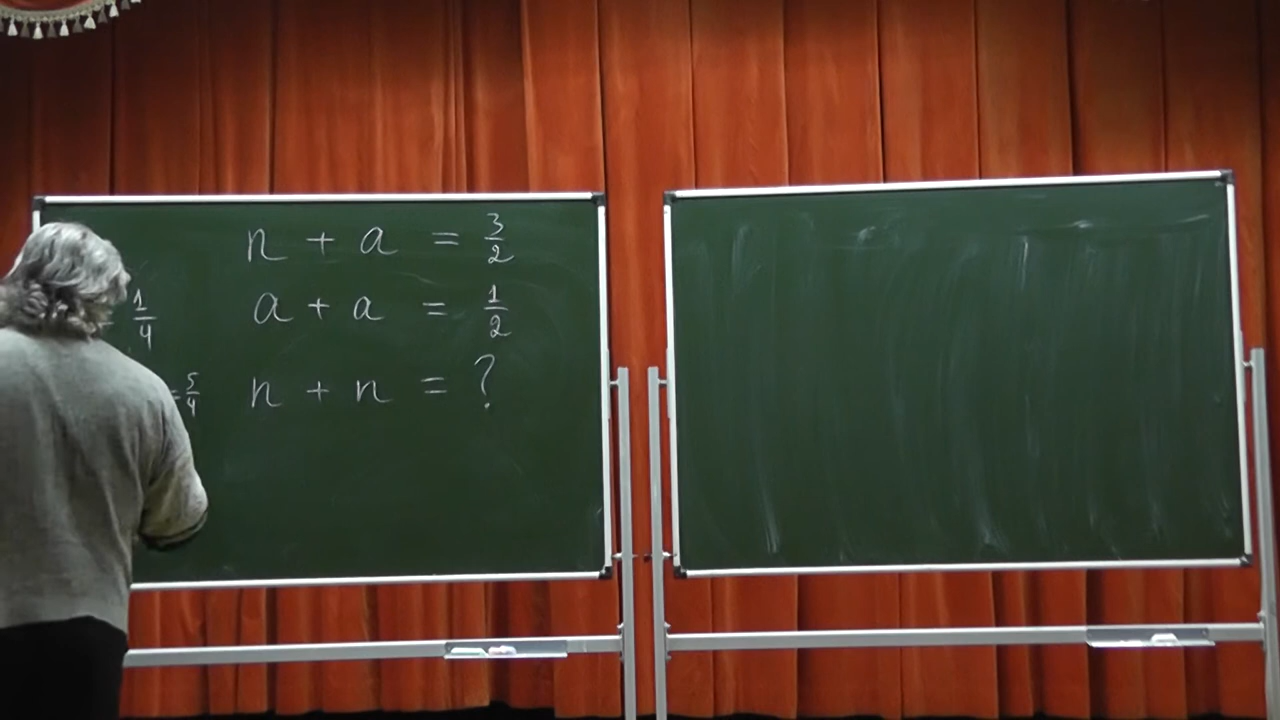 n + a = 3/2
1/4 a + a = 1/2
= 5/4 n + n = ?